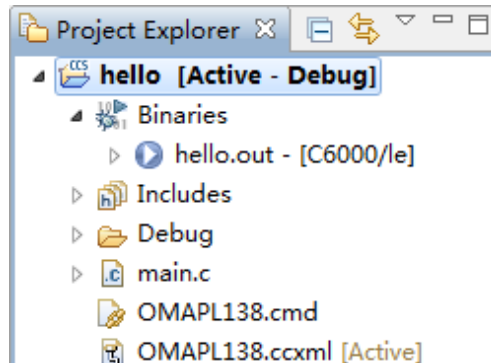 Project Explorer
hello [Active - Debug]
Binaries
hello.out - [C6000/le]
Includes
Debug
main.c
OMAPL138.cmd
OMAPL138.ccxml [Active]